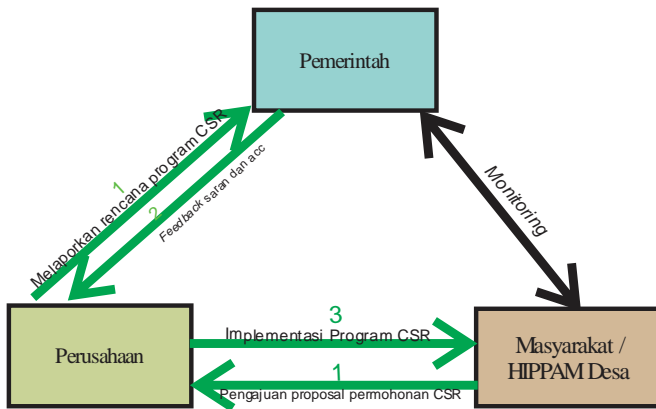 Pemerintah
Melaporkan rencana program CSR
1
2
Feedback saran dan acc
Monitoring
Perusahaan
3
Implementasi Program CSR
1
Pengajuan proposal permohonan CSR
Masyarakat /
HIPPAM Desa